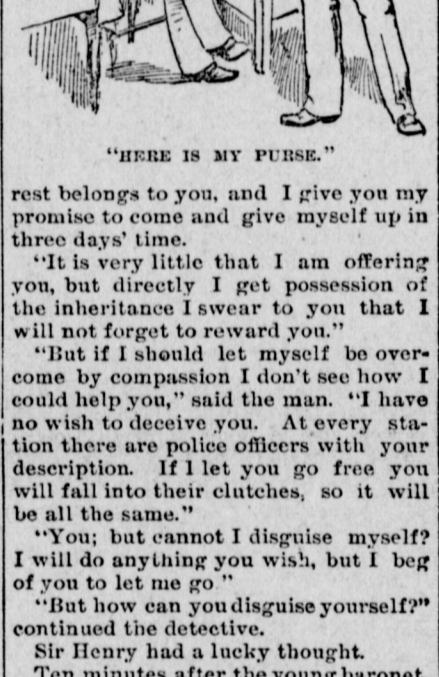 "HERE IS MY PURSE."
rest belongs to you, and I give you my
promise to come and give myself up in
three days' time.
"It is very little that I am offering
you, but directly I get possession of
the inheritance I swear to you that I
will not forget to reward you."
"But if I should let myself be over-
come by compassion I don't see how I
could help you," said the man. "I have
no wish to deceive you. At every sta-
tion there are police officers with your
description. If I let you go free you
will fall into their clutches, so it will
be all the same."
"You; but cannot I disguise myself?
I will do anything you wish, but I beg
of you to let me go."
"But how can you disguise yourself?"
continued the detective.
Sir Henry had a lucky thought.
Ten minutes after the young baronet